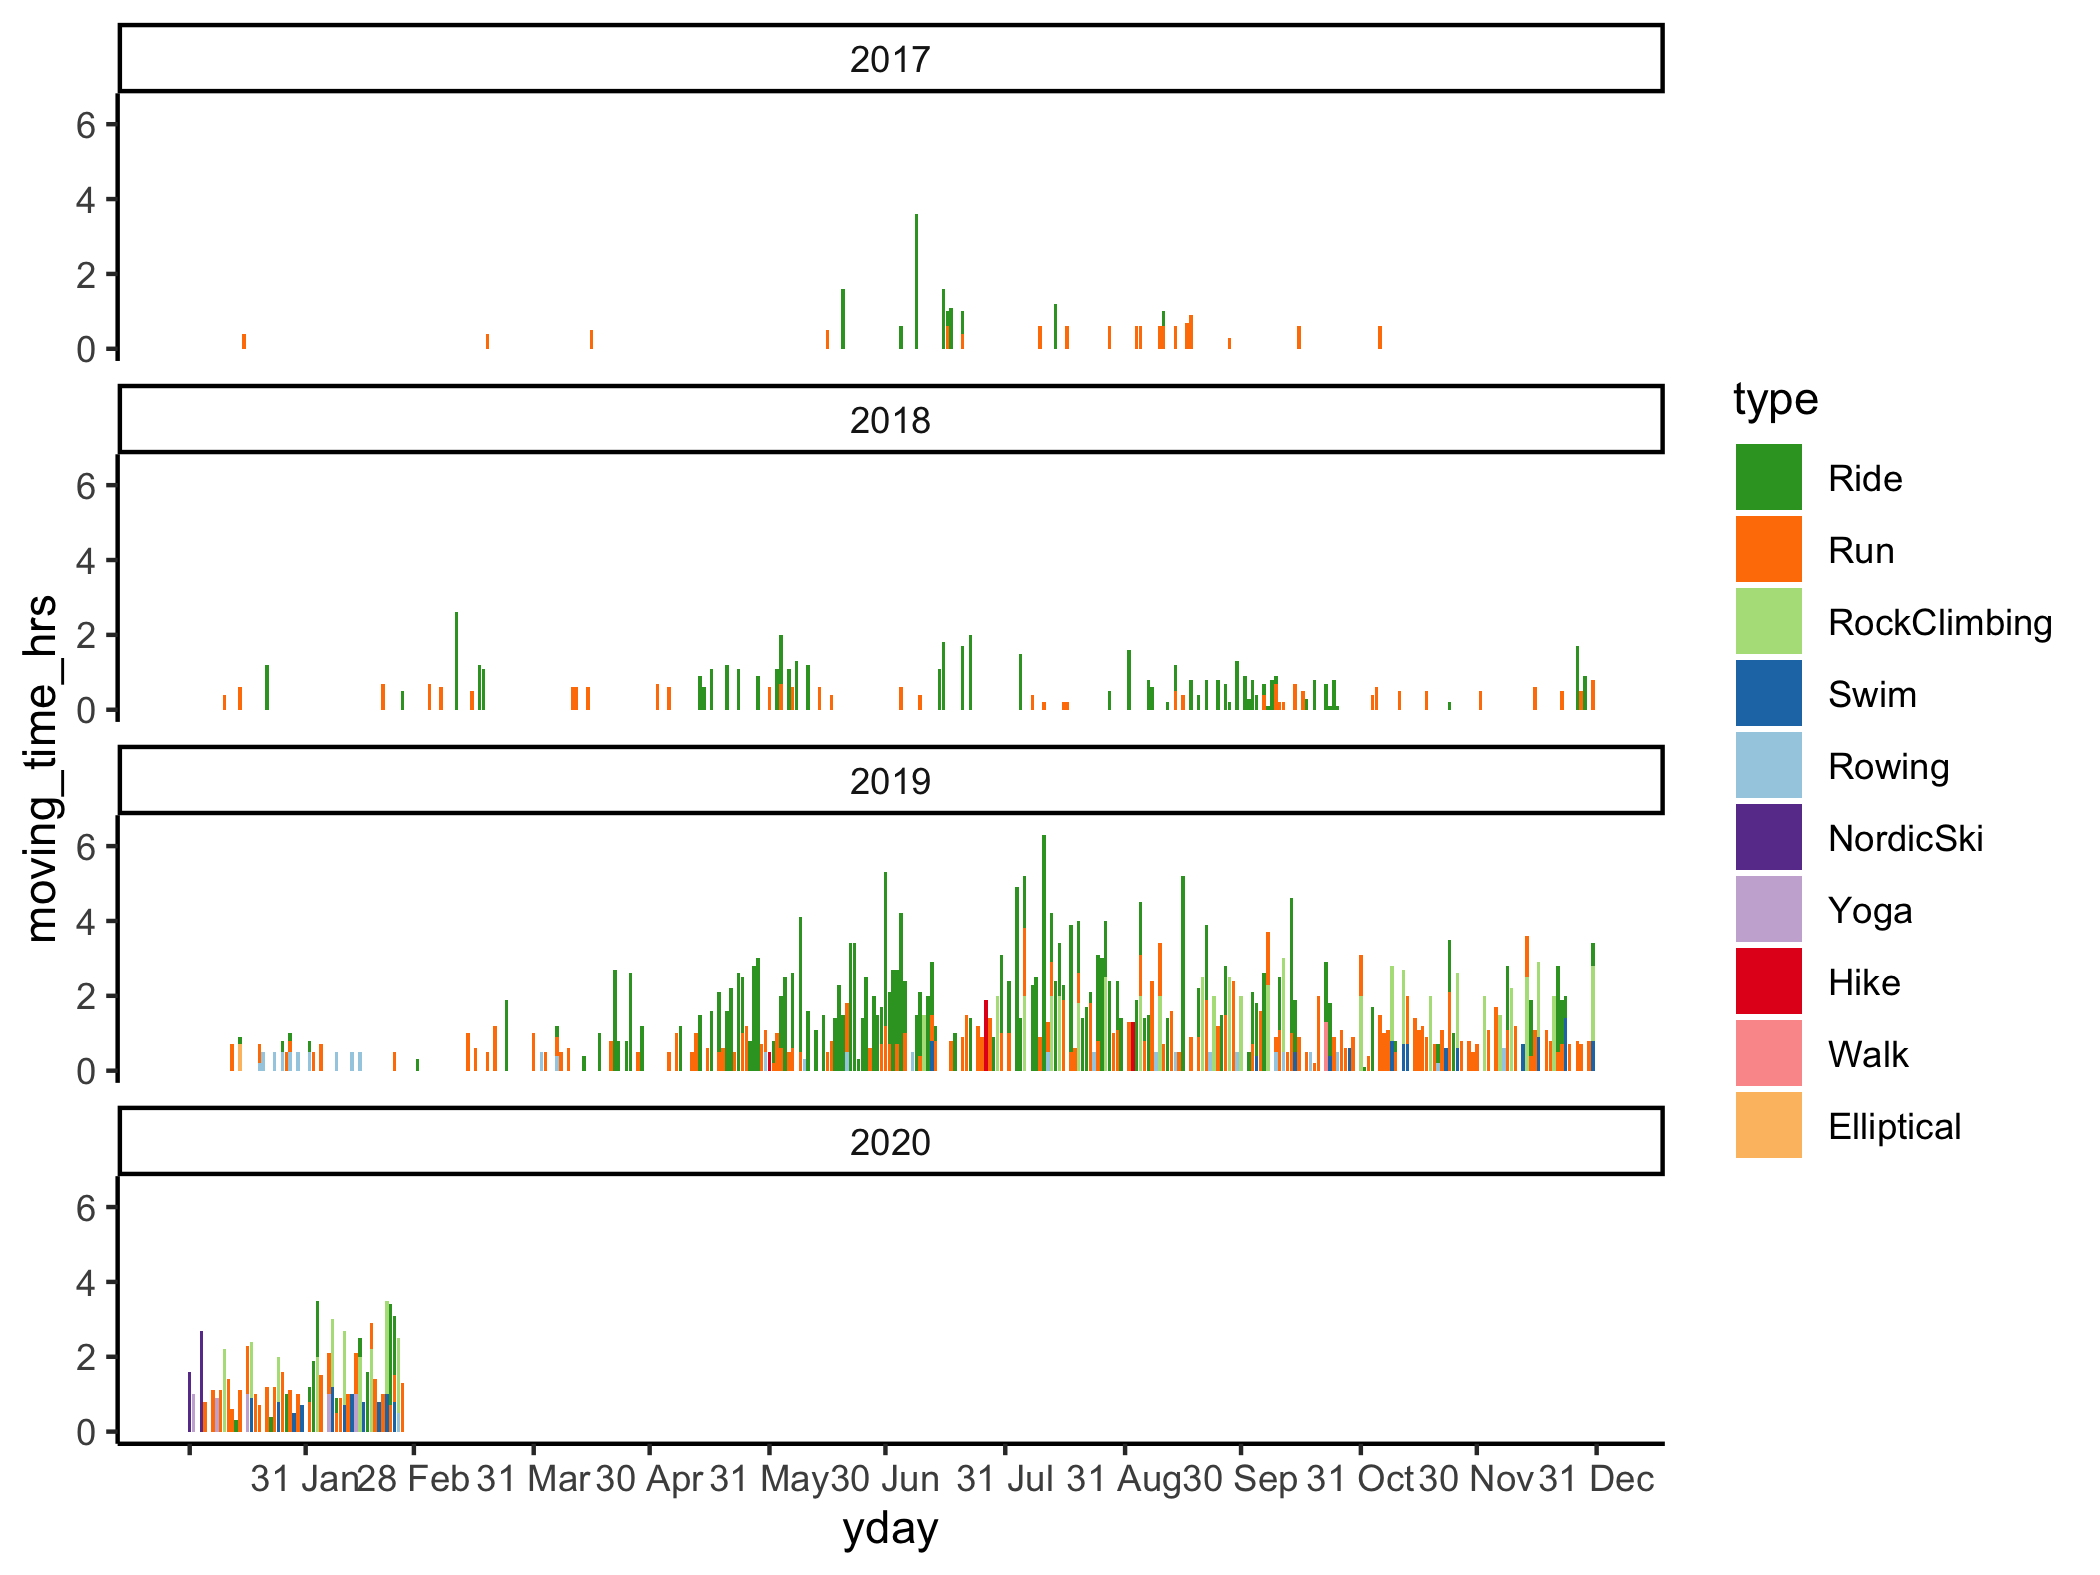 2017
6
4
2
0
2018
6
4
2
0
2019
6
4
2
0
2020
6
4
2
0
31 Jan 28 Feb 31 Mar 30 Apr 31 May 30 Jun 31 Jul 31 Aug 30 Sep 31 Oct 30 Nov 31 Dec
yday
moving_time_hrs
type
Ride
Run
RockClimbing
Swim
Rowing
NordicSki
Yoga
Hike
Walk
Elliptical